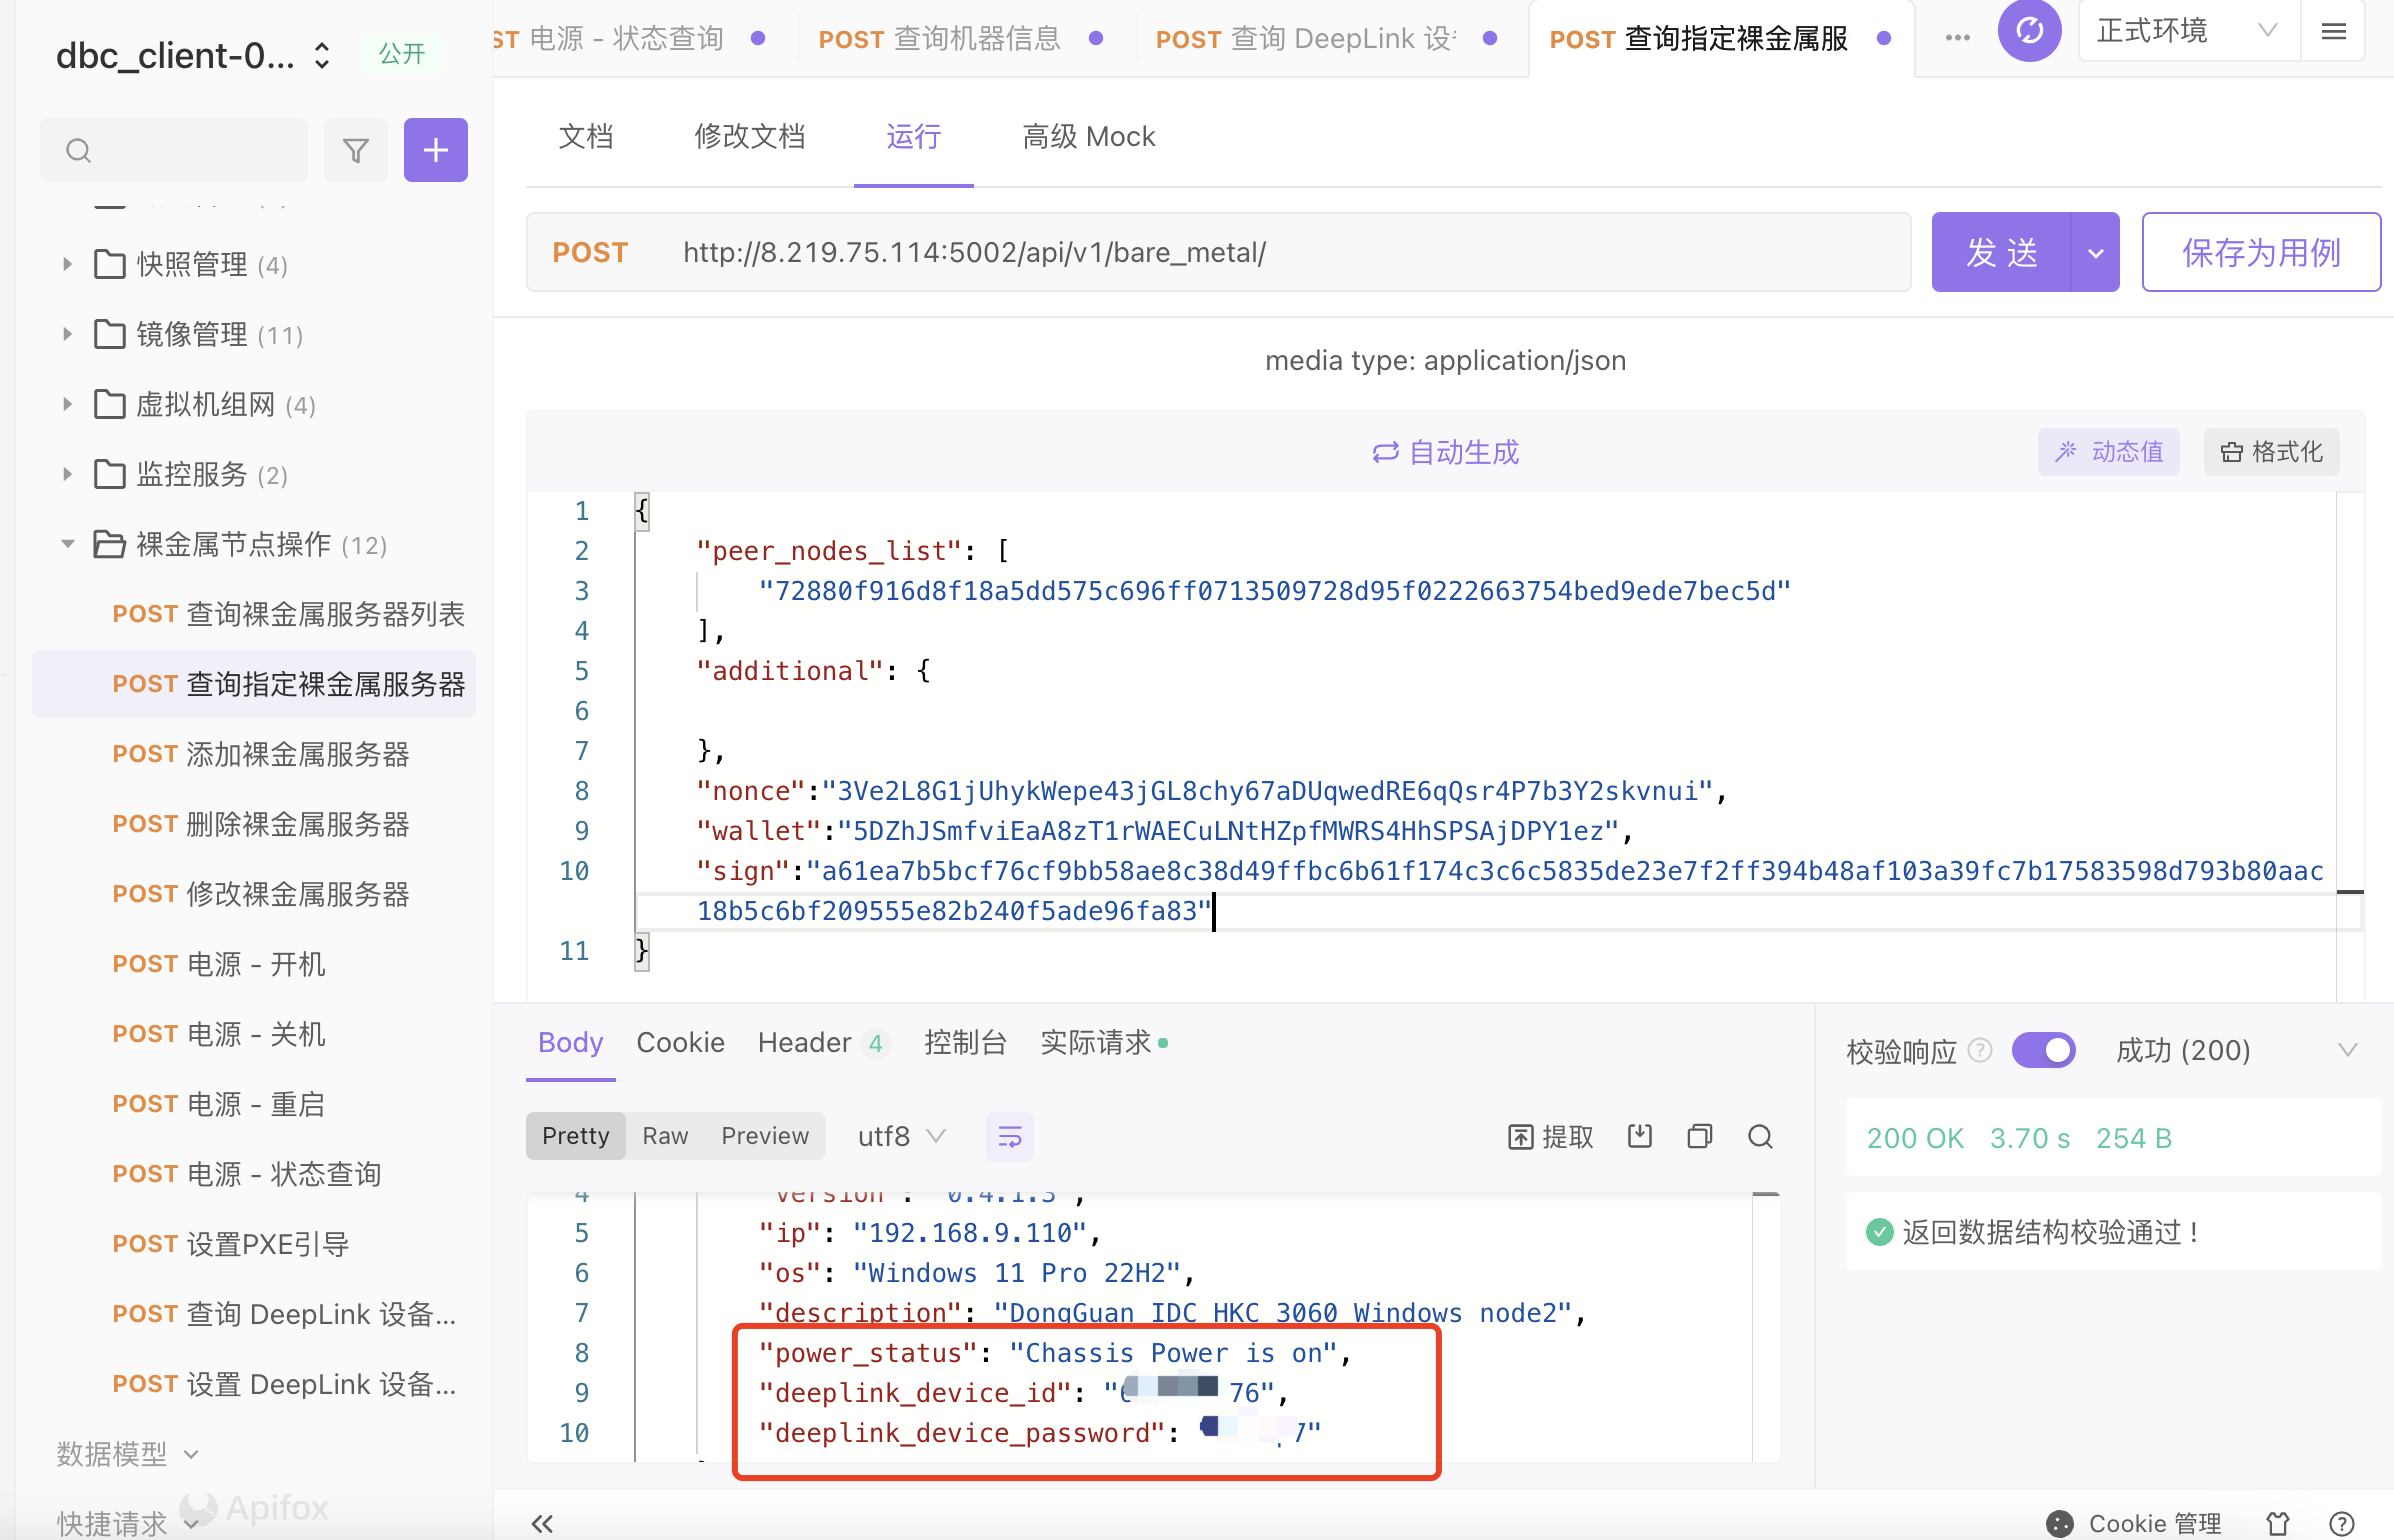 dbc_client-0...
公开
快照管理 (4)
镜像管理 (11)
虚拟机组网 (4)
监控服务 (2)
裸金属节点操作 (12)
POST 查询裸金属服务器列表
POST 查询指定裸金属服务器
POST 添加裸金属服务器
POST 删除裸金属服务器
POST 修改裸金属服务器
POST 电源 - 开机
POST 电源 - 关机
POST 电源 - 重启
POST 电源 - 状态查询
POST 设置PXE引导
POST 查询 DeepLink 设备...
POST 设置 DeepLink 设备...
数据模型
快捷请求
Apifox
ST 电源 - 状态查询
POST 查询机器信息
POST 查询 DeepLink
POST 查询指定裸金属服
正式环境
文档
修改文档
运行
高级 Mock
POST http://8.219.75.114:5002/api/v1/bare_metal/
发 送
保存为用例
media type: application/json
自动生成
动态值
格式化
1 {
2 "peer_nodes_list": [
3 "72880f916d8f18a5dd575c696ff0713509728d95f0222663754bed9ede7bec5d"
4 ],
5 "additional": {
6
7 },
8 "nonce":"3Ve2L8G1jUhykWepe43jGL8chy67aDUqwedRE6qQsr4P7b3Y2skvnui",
9 "wallet":"5DZhJSmfviEaA8zT1rWAECuLNtHZpfMWRS4HhSPSAjDPY1ez",
10 "sign":"a61ea7b5bcf76cf9bb58ae8c38d49ffbc6b61f174c3c6c5835de23e7f2ff394b48af103a39fc7b17583598d793b80aac
18b5c6bf209555e82b240f5ade96fa83"
11 }
Body
Cookie
Header 4
控制台
实际请求
Pretty
Raw
Preview
utf8
提取
4 "version": "0.4.1.3",
5 "ip": "192.168.9.110",
6 "os": "Windows 11 Pro 22H2",
7 "description": "DongGuan IDC HKC 3060 Windows node2",
8 "power_status": "Chassis Power is on",
9 "deeplink_device_id": 76",
10 "deeplink_device_password": 7"
校验响应
成功 (200)
200 OK 3.70 s 254 B
返回数据结构校验通过！
Cookie 管理